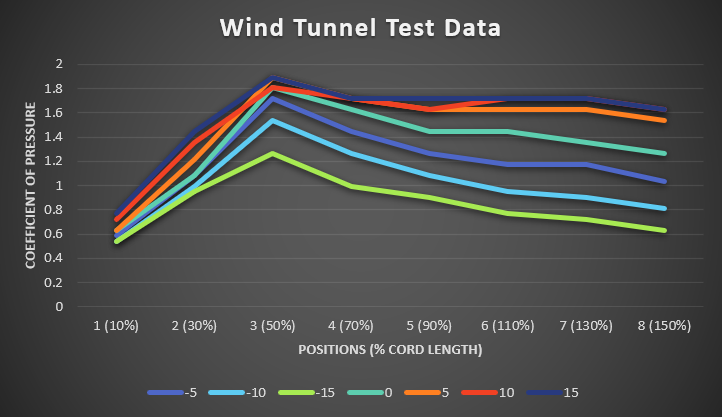 Wind Tunnel Test Data
COEFFICIENT OF PRESSURE
2
1.8
1.6
1.4
1.2
1
0.8
0.6
0.4
0.2
0
1 (10%) 2 (30%) 3 (50%) 4 (70%) 5 (90%) 6 (110%) 7 (130%) 8 (150%)
POSITIONS (% CORD LENGTH)
-5 -10 -15 0 5 10 15